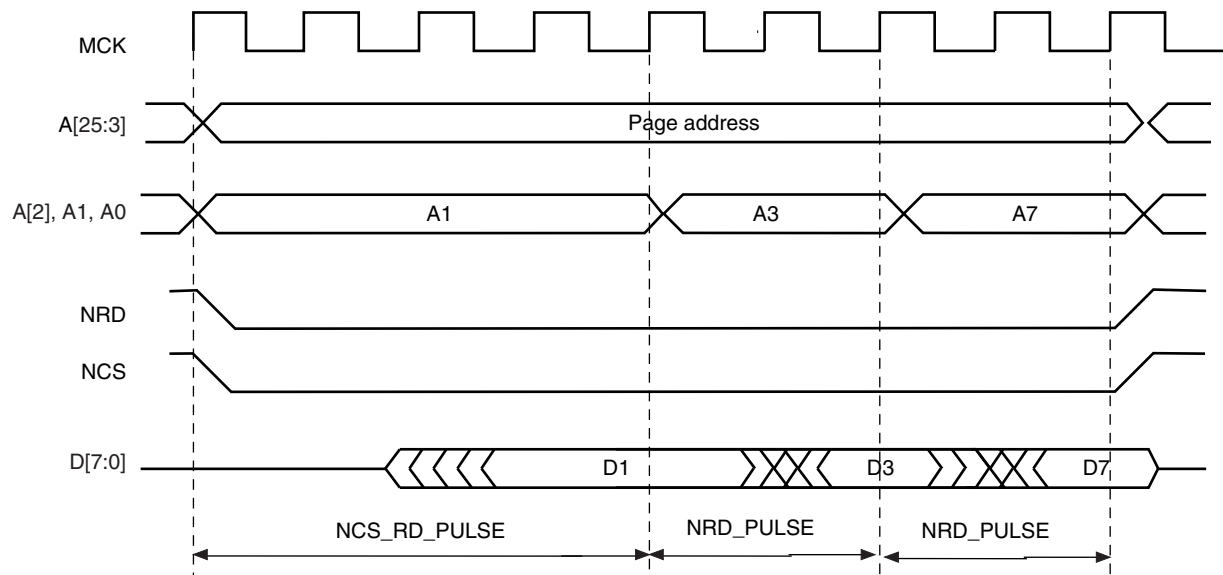 MCK
A[25:3]
Page address
A[2], A1, A0
A1
A3
A7
NRD
NCS
D[7:0]
D1
D3
D7
NCS_RD_PULSE
NRD_PULSE
NRD_PULSE